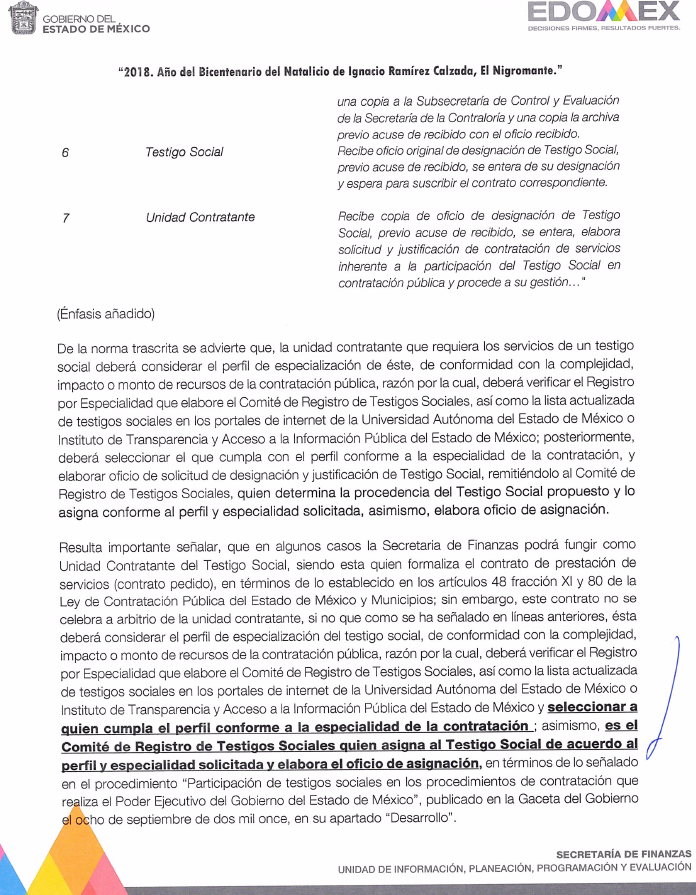 GOBIERNO DEL
ESTADO DE MÉXICO
EDOMEX
DECISIONES FIRMES, RESULTADOS FUERTES.
“2018. Año del Bicentenario del Natalicio de Ignacio Ramírez Calzada, El Nigromante.”
una copia a la Subsecretaría de Control y Evaluación
de la Secretaría de la Contraloría y una copia la archiva
previo acuse de recibido con el oficio recibido.
6 Testigo Social Recibe oficio original de designación de Testigo Social,
previo acuse de recibido, se entera de su designación
y espera para suscribir el contrato correspondiente.
7 Unidad Contratante Recibe copia de oficio de designación de Testigo
Social, previo acuse de recibido, se entera, elabora
solicitud y justificación de contratación de servicios
inherente a la participación del Testigo Social en
contratación pública y procede a su gestión…”
(Énfasis añadido)
De la norma trascrita se advierte que, la unidad contratante que requiera los servicios de un testigo
social deberá considerar el perfil de especialización de éste, de conformidad con la complejidad,
impacto o monto de recursos de la contratación pública, razón por la cual, deberá verificar el Registro
por Especialidad que elabore el Comité de Registro de Testigos Sociales, así como la lista actualizada
de testigos sociales en los portales de internet de la Universidad Autónoma del Estado de México o
Instituto de Transparencia y Acceso a la Información Pública del Estado de México; posteriormente,
deberá seleccionar el que cumpla con el perfil conforme a la especialidad de la contratación, y
elaborar oficio de solicitud de designación y justificación de Testigo Social, remitiéndolo al Comité de
Registro de Testigos Sociales, quien determina la procedencia del Testigo Social propuesto y lo
asigna conforme al perfil y especialidad solicitada, asimismo, elabora oficio de asignación.
Resulta importante señalar, que en algunos casos la Secretaria de Finanzas podrá fungir como
Unidad Contratante del Testigo Social, siendo esta quien formaliza el contrato de prestación de
servicios (contrato pedido), en términos de lo establecido en los artículos 48 fracción XI y 80 de la
Ley de Contratación Pública del Estado de México y Municipios; sin embargo, este contrato no se
celebra a arbitrio de la unidad contratante, si no que como se ha señalado en líneas anteriores, ésta
deberá considerar el perfil de especialización del testigo social, de conformidad con la complejidad,
impacto o monto de recursos de la contratación pública, razón por la cual, deberá verificar el Registro
por Especialidad que elabore el Comité de Registro de Testigos Sociales, así como la lista actualizada
de testigos sociales en los portales de internet de la Universidad Autónoma del Estado de México o
Instituto de Transparencia y Acceso a la Información Pública del Estado de México y seleccionar a
quien cumpla el perfil conforme a la especialidad de la contratación ; asimismo, es el
Comité de Registro de Testigos Sociales quien asigna al Testigo Social de acuerdo al
perfil y especialidad solicitada y elabora el oficio de asignación, en términos de lo señalado
en el procedimiento “Participación de testigos sociales en los procedimientos de contratación que
realiza el Poder Ejecutivo del Gobierno del Estado de México”, publicado en la Gaceta del Gobierno
el ocho de septiembre de dos mil once, en su apartado “Desarrollo”.
SECRETARÍA DE FINANZAS
UNIDAD DE INFORMACIÓN, PLANEACIÓN, PROGRAMACIÓN Y EVALUACIÓN